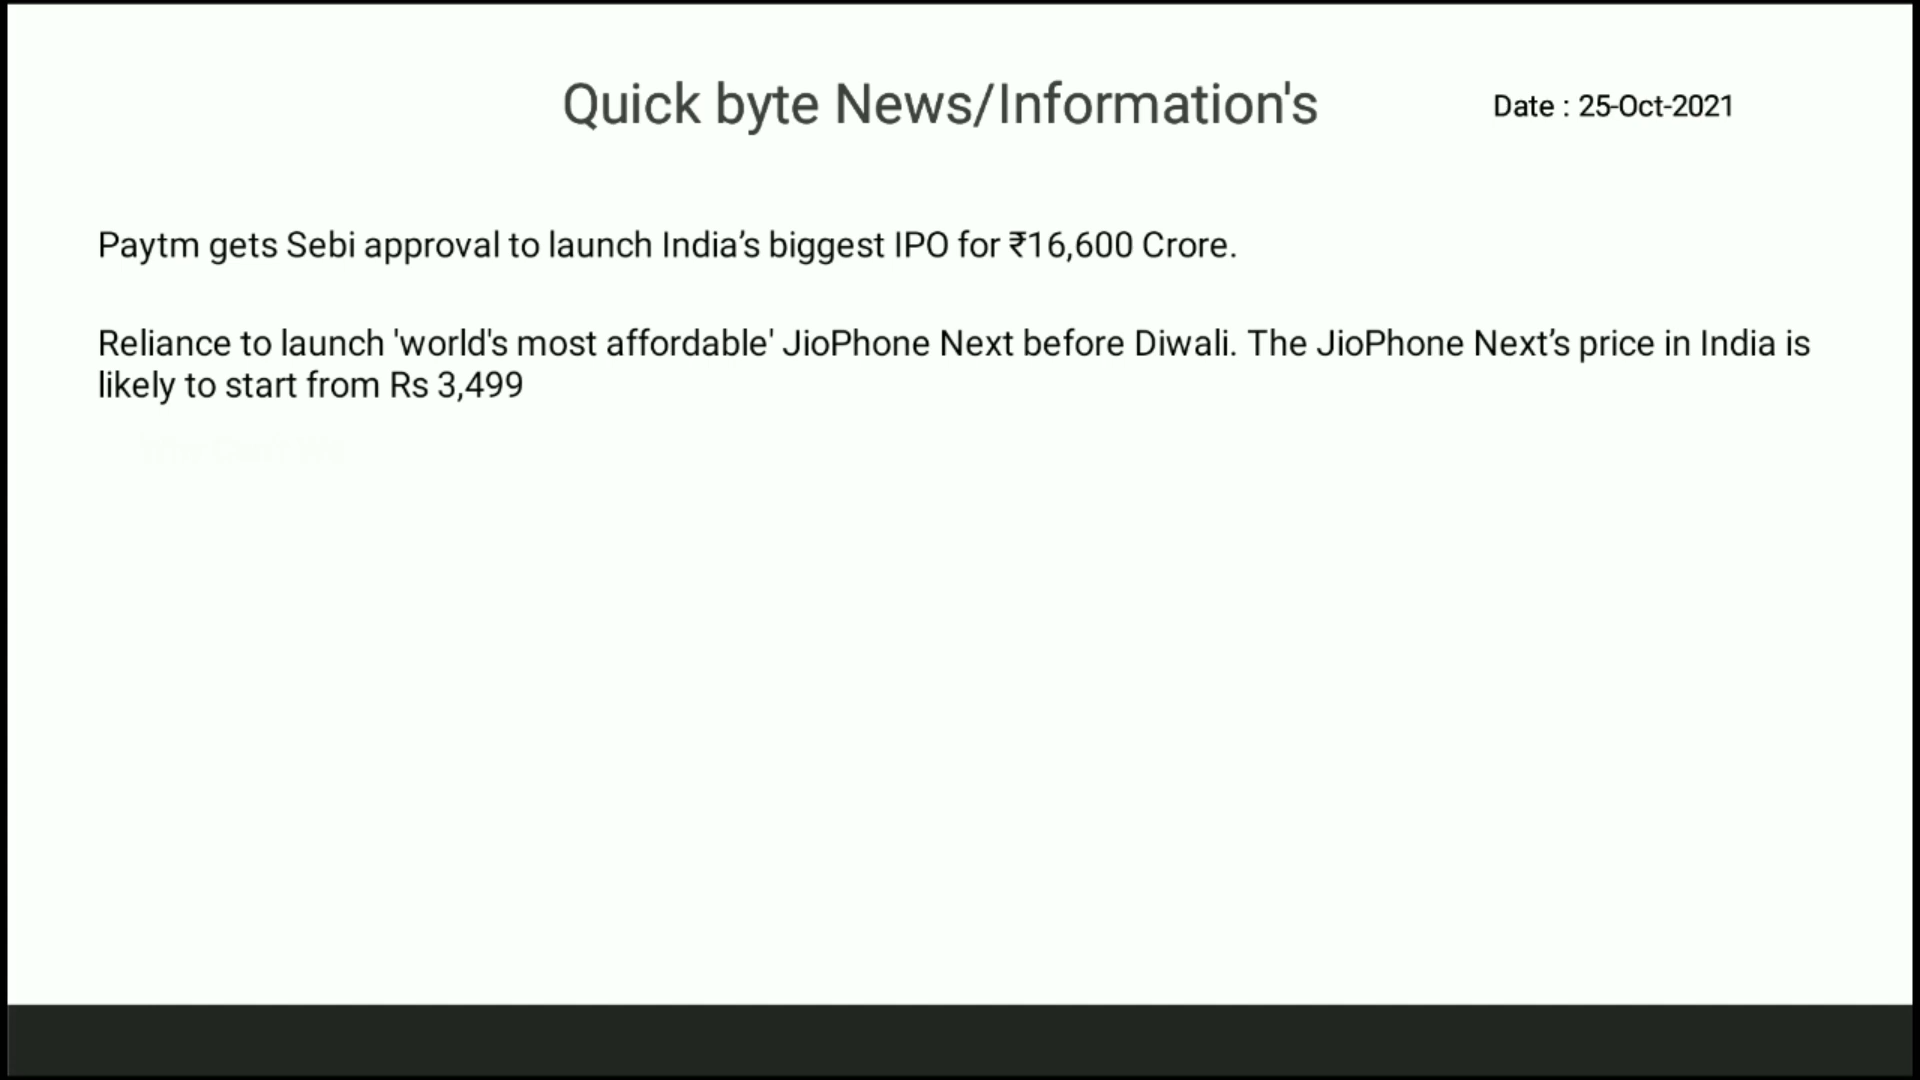 Quick byte News/Information's
Date : 25-Oct-2021
Paytm gets Sebi approval to launch India’s biggest IPO for ₹16,600 Crore.
Reliance to launch 'world's most affordable' JioPhone Next before Diwali. The JioPhone Next’s price in India is
likely to start from Rs 3,499